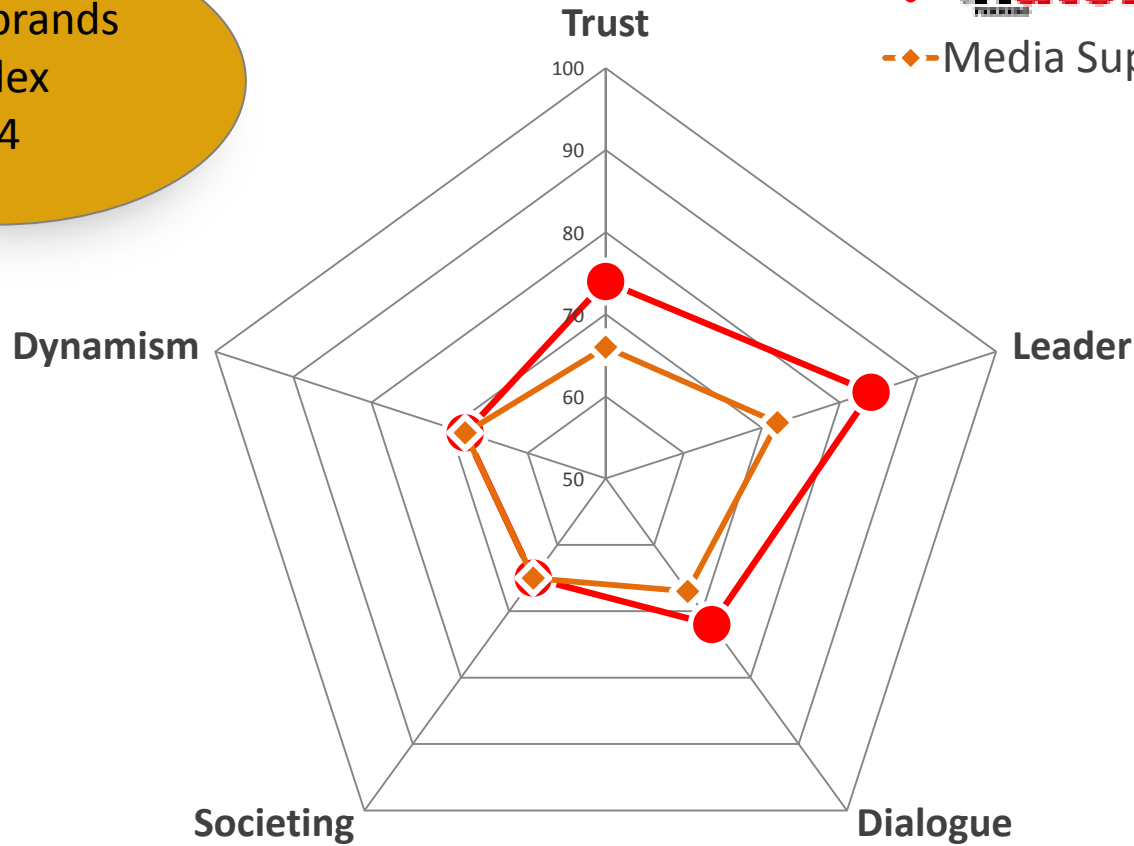 brands
lex
4
Trust
Media Sup
100
90
80
70
60
50
Dynamism
Leader
Societing
Dialogue